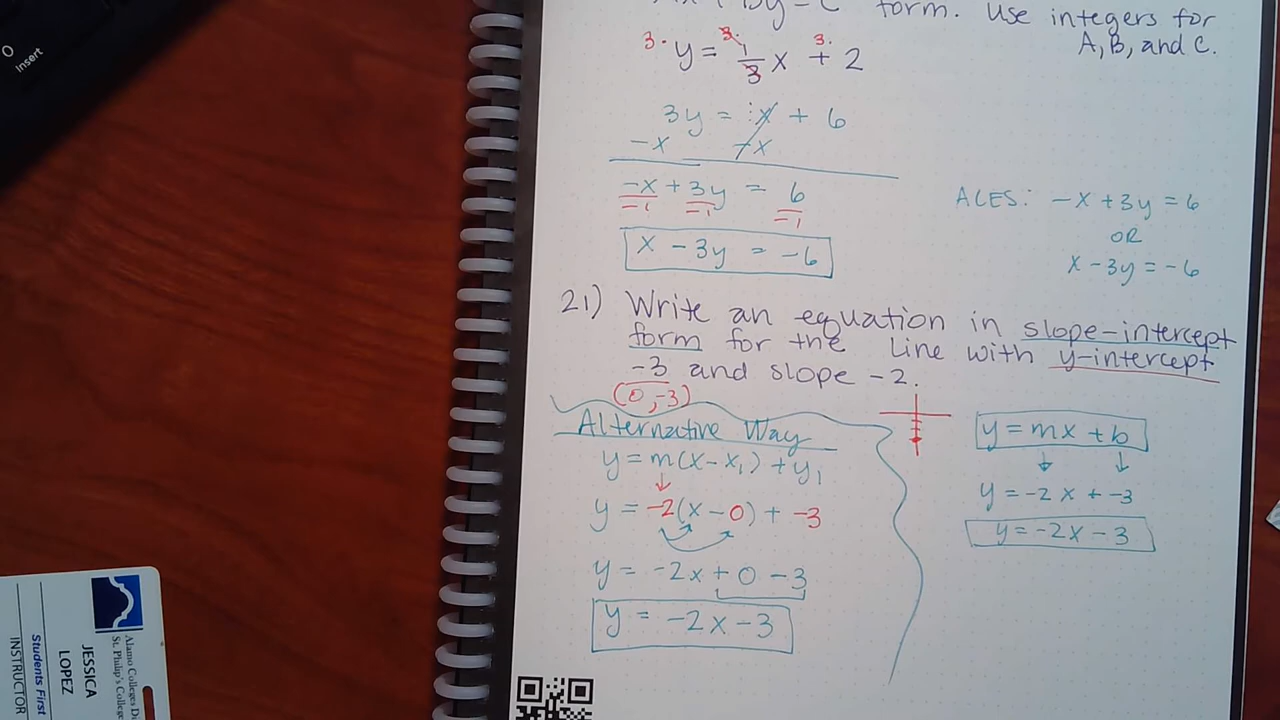 Insert
form. Use integers for
A, B, and C.
3· y = 3· 1/3 x 3· + 2
3y = x + 6
-x -x
-x + 3y = 6
-1 -1 -1
x - 3y = -6
ALES: -x + 3y = 6
OR
x - 3y = -6
21) Write an equation in slope-intercept
form for the line with y-intercept
-3 and slope -2.
(0, -3)
Alternative Way
y = m(x - x₁) + y₁
y = -2(x - 0) + -3
y = -2x + 0 - 3
y = -2x - 3
y = mx + b
y = -2x + -3
y = -2x - 3
Alamo Colleges Di
St. Philip's College
JESSICA
LOPEZ
Students First
INSTRUCTOR